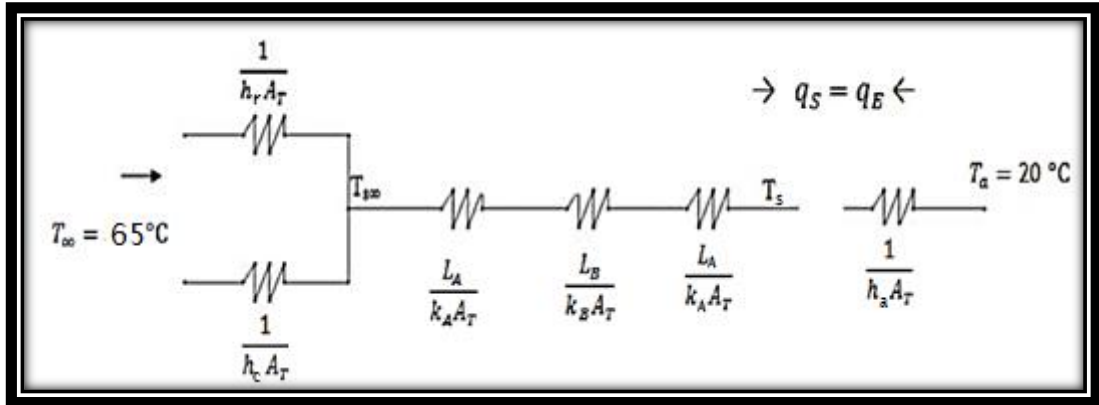 1
h_r A_T
→ q_S = q_E ←
→
T_∞ = 65°C
T_s∞
T_s
T_a = 20 °C
L_A
k_A A_T
L_B
k_B A_T
L_A
k_A A_T
1
h_a A_T
1
h_c A_T